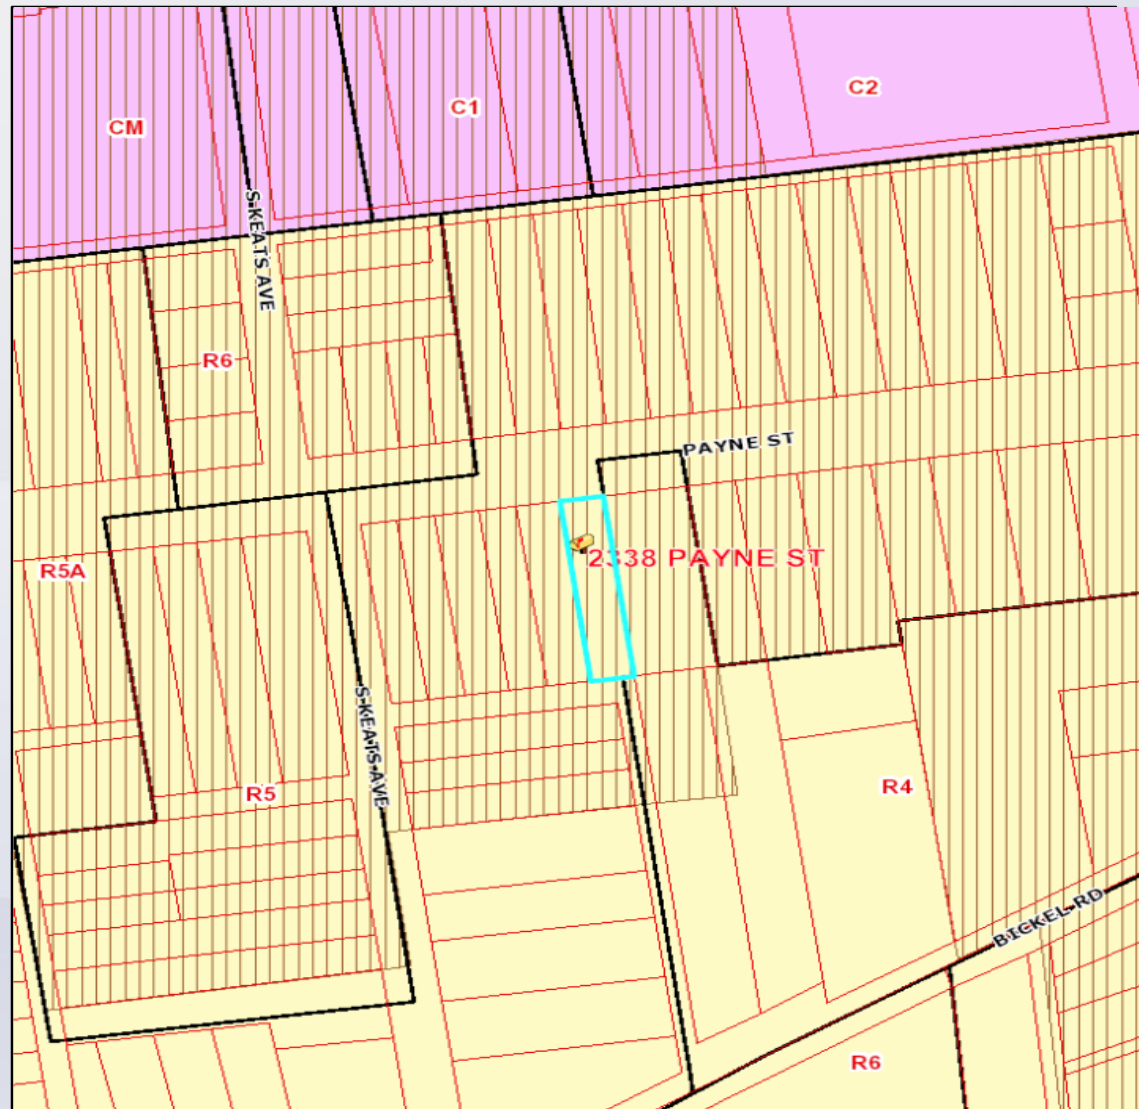 C2
C1
CM
S KEATS AVE
R6
PAYNE ST
2338 PAYNE ST
R5A
S KEATS AVE
R5
R4
BICKEL RD
R6